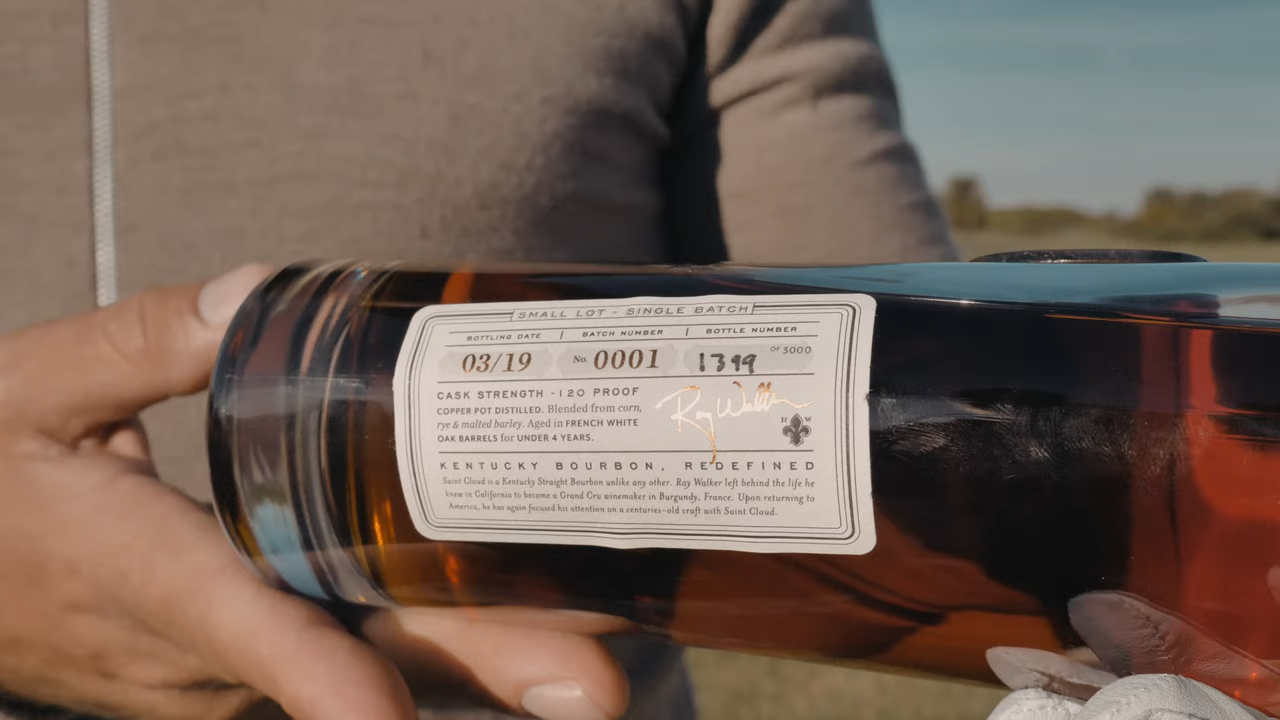 SMALL LOT - SINGLE BATCH
BOTTLING DATE | BATCH NUMBER | BOTTLE NUMBER
03/19 No. 0001 1399 OF 3000
CASK STRENGTH - 120 PROOF
COPPER POT DISTILLED. Blended from corn,
rye & malted barley. Aged in FRENCH WHITE
OAK BARRELS for UNDER 4 YEARS.
Ray Walker
R W
KENTUCKY BOURBON, REDEFINED
Saint Cloud is a Kentucky Straight Bourbon unlike any other. Ray Walker left behind the life he
knew in California to become a Grand Cru winemaker in Burgundy, France. Upon returning to
America, he has again focused his attention on a centuries-old craft with Saint Cloud.